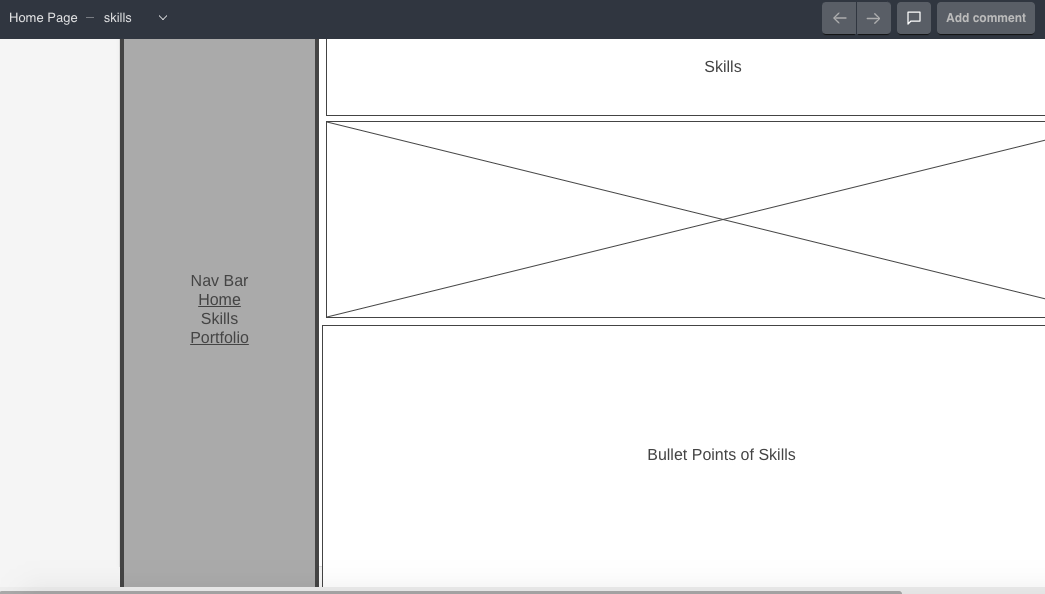 Home Page – skills
Add comment
Skills
Nav Bar
Home
Skills
Portfolio
Bullet Points of Skills